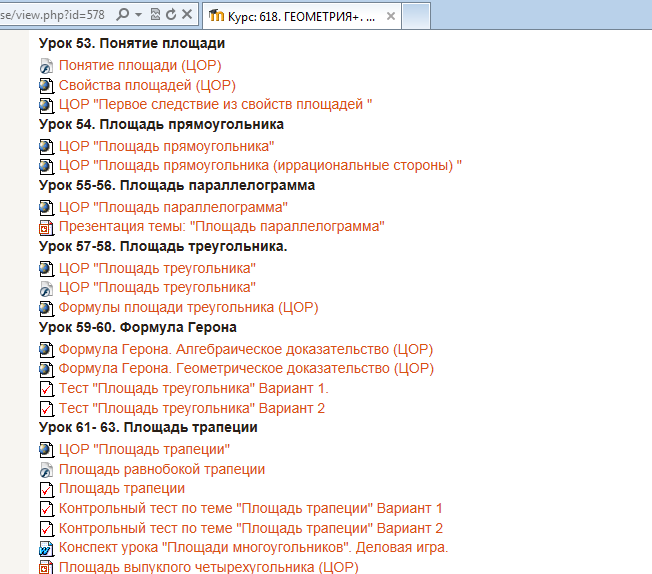 se/view.php?id=578
Курс: 618. ГЕОМЕТРИЯ+. ...
Урок 53. Понятие площади
Понятие площади (ЦОР)
Свойства площадей (ЦОР)
ЦОР "Первое следствие из свойств площадей "
Урок 54. Площадь прямоугольника
ЦОР "Площадь прямоугольника"
ЦОР "Площадь прямоугольника (иррациональные стороны) "
Урок 55-56. Площадь параллелограмма
ЦОР "Площадь параллелограмма"
Презентация темы: "Площадь параллелограмма"
Урок 57-58. Площадь треугольника.
ЦОР "Площадь треугольника"
ЦОР "Площадь треугольника"
Формулы площади треугольника (ЦОР)
Урок 59-60. Формула Герона
Формула Герона. Алгебраическое доказательство (ЦОР)
Формула Герона. Геометрическое доказательство (ЦОР)
Тест "Площадь треугольника" Вариант 1.
Тест "Площадь треугольника" Вариант 2
Урок 61- 63. Площадь трапеции
ЦОР "Площадь трапеции"
Площадь равнобокой трапеции
Площадь трапеции
Контрольный тест по теме "Площадь трапеции" Вариант 1
Контрольный тест по теме "Площадь трапеции" Вариант 2
Конспект урока "Площади многоугольников". Деловая игра.
Площадь выпуклого четырехугольника (ЦОР)